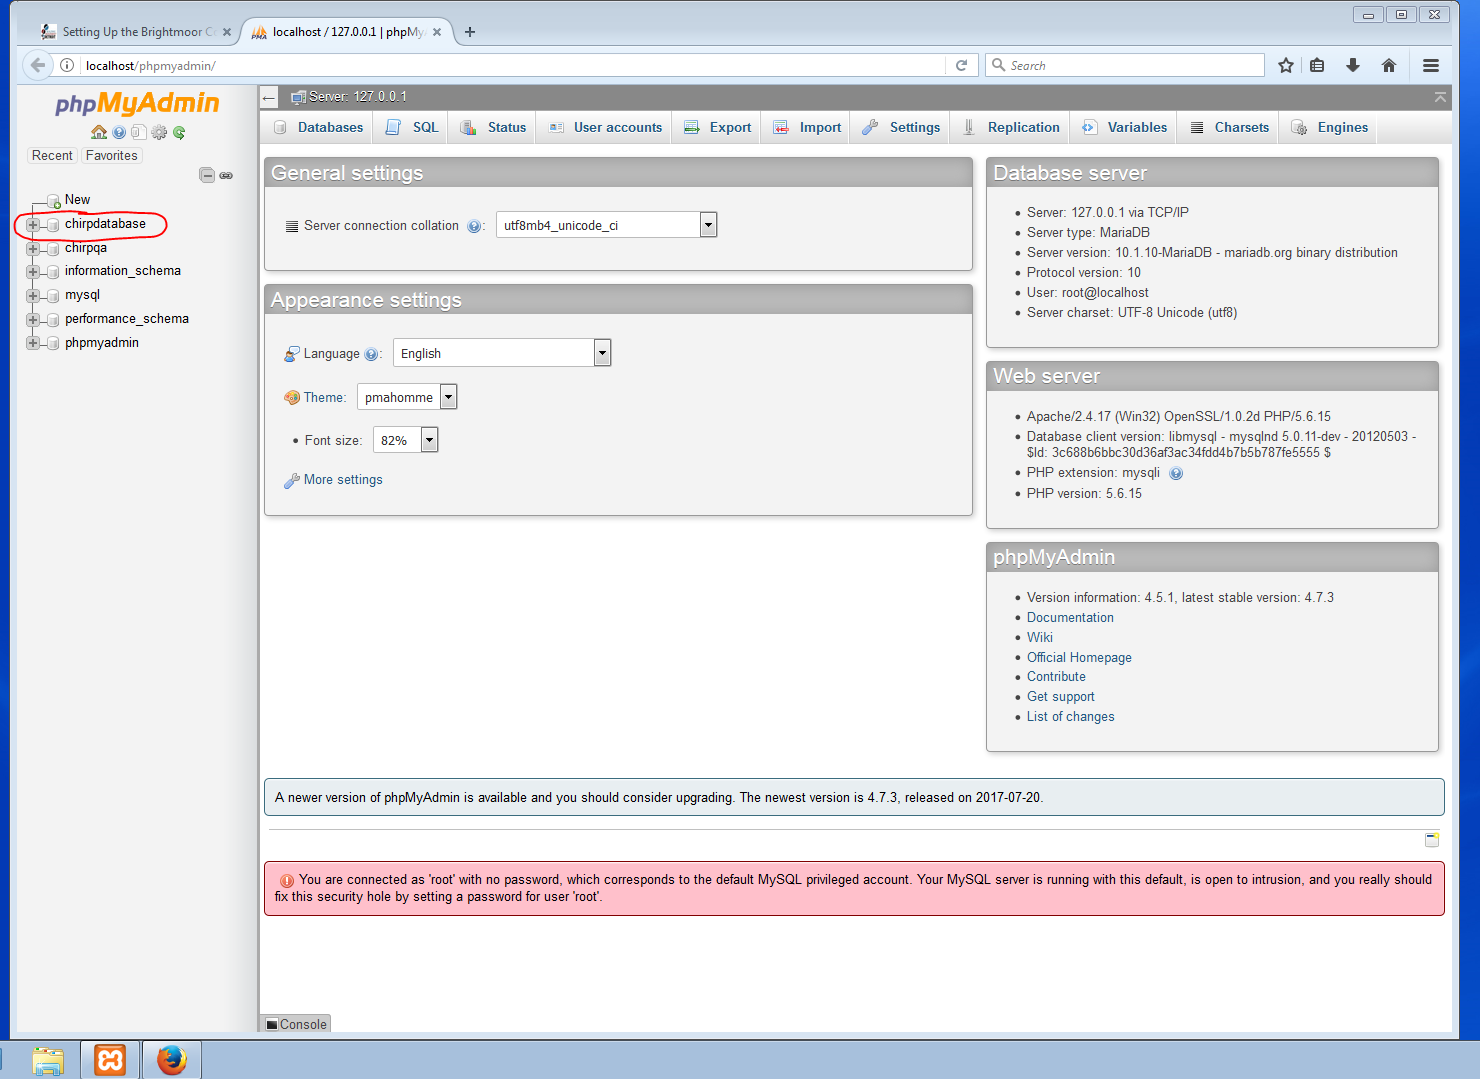 Setting Up the Brightmoor C
localhost / 127.0.0.1 | phpMy
localhost/phpmyadmin/
Search
phpMyAdmin
Recent
Favorites
New
chirpdatabase
chirpqa
information_schema
mysql
performance_schema
phpmyadmin
Server: 127.0.0.1
Databases
SQL
Status
User accounts
Export
Import
Settings
Replication
Variables
Charsets
Engines
General settings
Server connection collation :
utf8mb4_unicode_ci
Appearance settings
Language :
English
Theme:
pmahomme
• Font size:
82%
More settings
Database server
• Server: 127.0.0.1 via TCP/IP
• Server type: MariaDB
• Server version: 10.1.10-MariaDB - mariadb.org binary distribution
• Protocol version: 10
• User: root@localhost
• Server charset: UTF-8 Unicode (utf8)
Web server
• Apache/2.4.17 (Win32) OpenSSL/1.0.2d PHP/5.6.15
• Database client version: libmysql - mysqlnd 5.0.11-dev - 20120503 -
$Id: 3c688b6bbc30d36af3ac34fdd4b7b5b787fe5555 $
• PHP extension: mysqli
• PHP version: 5.6.15
phpMyAdmin
• Version information: 4.5.1, latest stable version: 4.7.3
• Documentation
• Wiki
• Official Homepage
• Contribute
• Get support
• List of changes
A newer version of phpMyAdmin is available and you should consider upgrading. The newest version is 4.7.3, released on 2017-07-20.
You are connected as 'root' with no password, which corresponds to the default MySQL privileged account. Your MySQL server is running with this default, is open to intrusion, and you really should
fix this security hole by setting a password for user 'root'.
Console